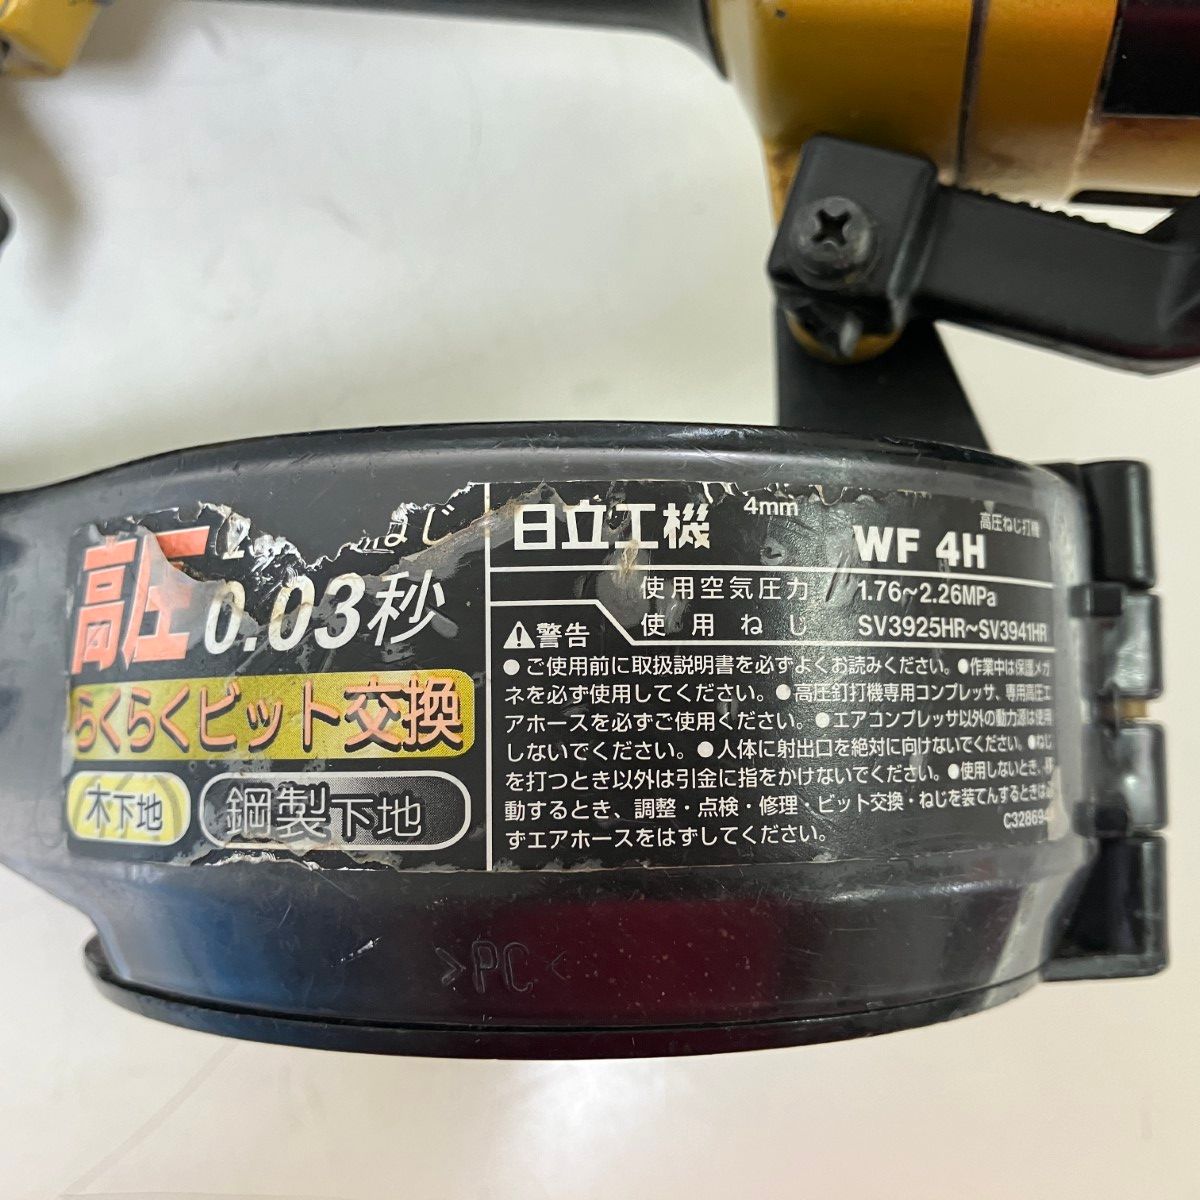 高圧
ねじ
0.03秒
らくらくビット交換
木下地
鋼製下地
日立工機
4mm
高圧ねじ打機
WF 4H
使用空気圧力 1.76~2.26MPa
使用ねじ SV3925HR~SV3941HR
警告
●ご使用前に取扱説明書を必ずよくお読みください。●作業中は保護メガ
ネを必ず使用してください。●高圧釘打機専用コンプレッサ、専用高圧エ
アホースを必ずご使用ください。●エアコンプレッサ以外の動力源は使用
しないでください。●人体に射出口を絶対に向けないでください。●ねじ
を打つとき以外は引金に指をかけないでください。●使用しないとき、
動するとき、調整・点検・修理・ビット交換・ねじを装てんするときは必
ずエアホースをはずしてください。
C328694
>PC<